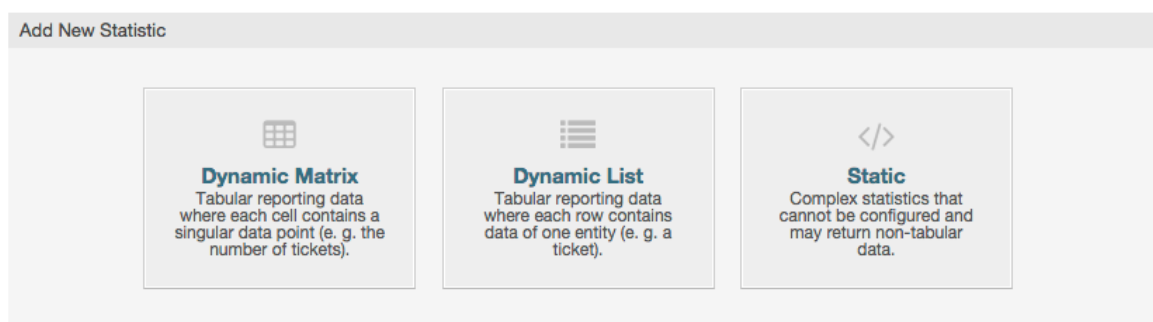 Add New Statistic
Dynamic Matrix
Tabular reporting data
where each cell contains a
singular data point (e. g. the
number of tickets).
Dynamic List
Tabular reporting data
where each row contains
data of one entity (e. g. a
ticket).
Static
Complex statistics that
cannot be configured and
may return non-tabular
data.